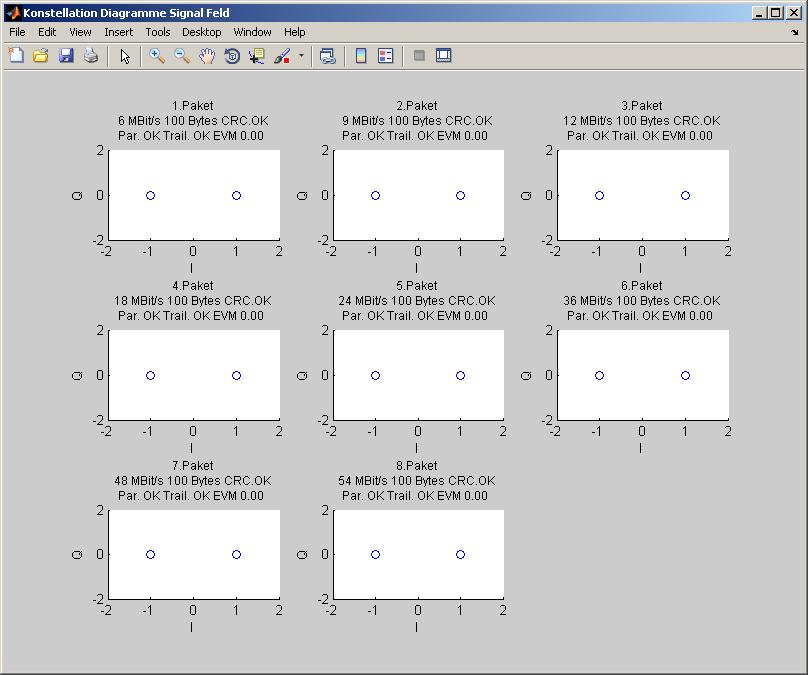 Konstellation Diagramme Signal Feld
File Edit View Insert Tools Desktop Window Help
1.Paket
6 MBit/s 100 Bytes CRC.OK
Par. OK Trail. OK EVM 0.00
2
Q 0
-2
-2 -1 0 1 2
I
2.Paket
9 MBit/s 100 Bytes CRC.OK
Par. OK Trail. OK EVM 0.00
2
Q 0
-2
-2 -1 0 1 2
I
3.Paket
12 MBit/s 100 Bytes CRC.OK
Par. OK Trail. OK EVM 0.00
2
Q 0
-2
-2 -1 0 1 2
I
4.Paket
18 MBit/s 100 Bytes CRC.OK
Par. OK Trail. OK EVM 0.00
2
Q 0
-2
-2 -1 0 1 2
I
5.Paket
24 MBit/s 100 Bytes CRC.OK
Par. OK Trail. OK EVM 0.00
2
Q 0
-2
-2 -1 0 1 2
I
6.Paket
36 MBit/s 100 Bytes CRC.OK
Par. OK Trail. OK EVM 0.00
2
Q 0
-2
-2 -1 0 1 2
I
7.Paket
48 MBit/s 100 Bytes CRC.OK
Par. OK Trail. OK EVM 0.00
2
Q 0
-2
-2 -1 0 1 2
I
8.Paket
54 MBit/s 100 Bytes CRC.OK
Par. OK Trail. OK EVM 0.00
2
Q 0
-2
-2 -1 0 1 2
I